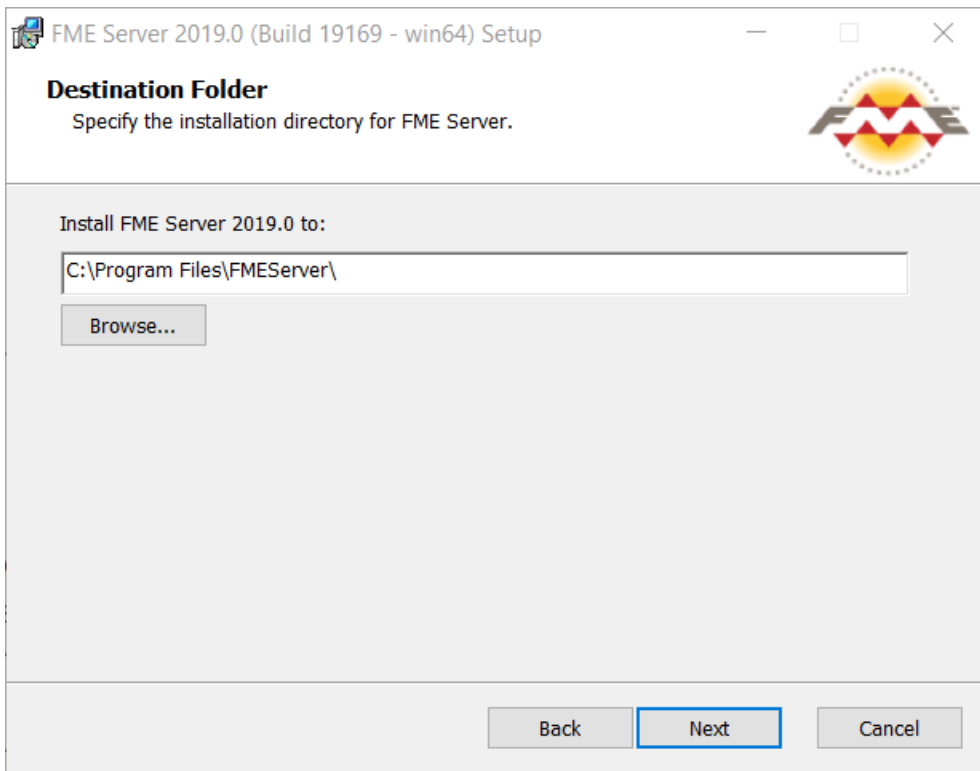 FME Server 2019.0 (Build 19169 - win64) Setup
Destination Folder
Specify the installation directory for FME Server.
FME
Install FME Server 2019.0 to:
C:\Program Files\FMEServer\
Browse...
Back
Next
Cancel